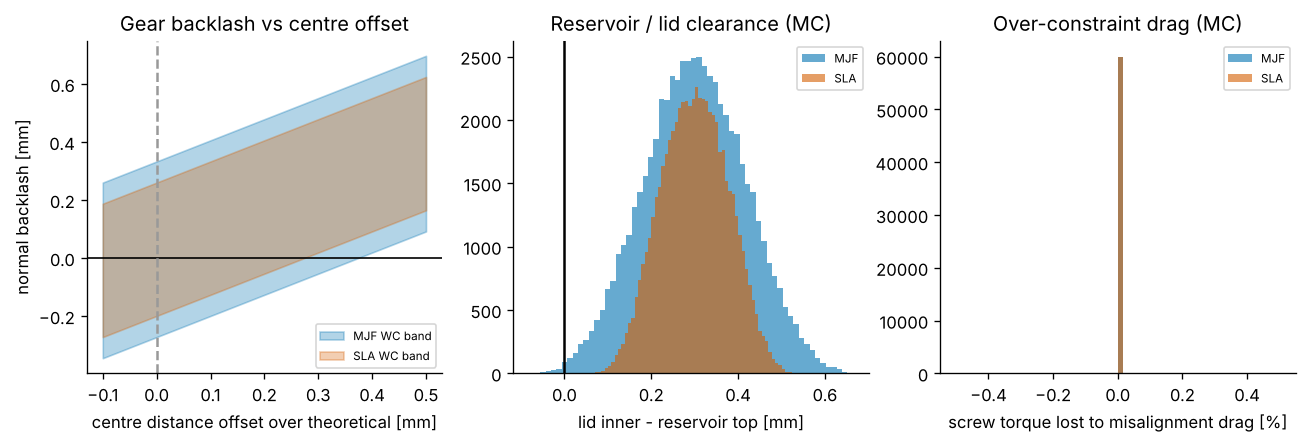 Gear backlash vs centre offset
normal backlash [mm]
0.6
0.4
0.2
0.0
−0.2
−0.1
0.0
0.1
0.2
0.3
0.4
0.5
centre distance offset over theoretical [mm]
MJF WC band
SLA WC band
Reservoir / lid clearance (MC)
2500
2000
1500
1000
500
0
0.0
0.2
0.4
0.6
lid inner - reservoir top [mm]
MJF
SLA
Over-constraint drag (MC)
60000
50000
40000
30000
20000
10000
0
−0.4
−0.2
0.0
0.2
0.4
screw torque lost to misalignment drag [%]
MJF
SLA